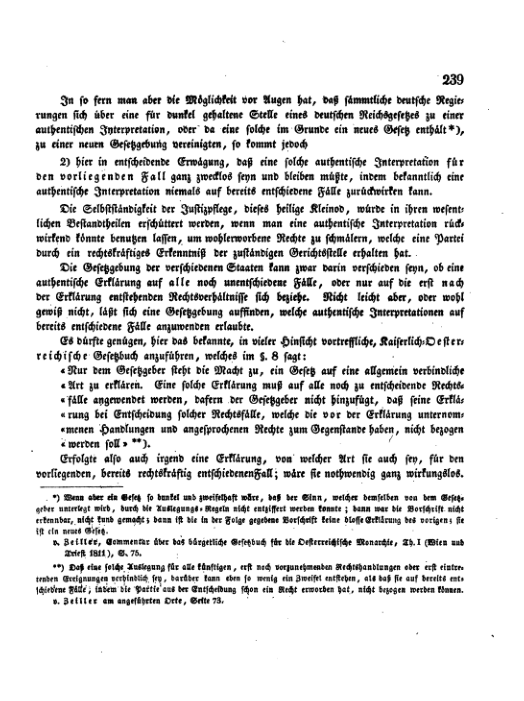 239
In so fern man aber die Möglichkeit vor Augen hat, daß sämmtliche deutsche Regie-
rungen sich über eine für dunkel gehaltene Stelle eines deutschen Reichsgesetzes zu einer
authentischen Interpretation, oder da eine solche im Grunde ein neues Gesetz enthält*),
zu einer neuen Gesetzgebung vereinigten, so kommt jedoch
2) hier in entscheidende Erwägung, daß eine solche authentische Interpretation für
den vorliegenden Fall ganz zwecklos seyn und bleiben müßte, indem bekanntlich eine
authentische Interpretation niemals auf bereits entschiedene Fälle zurückwirken kann.
Die Selbstständigkeit der Justizpflege, dieses heilige Kleinod, würde in ihren wesent-
lichen Bestandtheilen erschüttert werden, wenn man eine authentische Interpretation rück-
wirkend könnte benutzen lassen, um wohlerworbene Rechte zu schmälern, welche eine Partei
durch ein rechtskräftiges Erkenntniß der zuständigen Gerichtsstelle erhalten hat.
Die Gesetzgebung der verschiedenen Staaten kann zwar darin verschieden seyn, ob eine
authentische Erklärung auf alle noch unentschiedene Fälle, oder nur auf die erst nach
der Erklärung entstehenden Rechtsverhältnisse sich beziehe. Nicht leicht aber, oder wohl
gewiß nicht, läßt sich eine Gesetzgebung auffinden, welche authentische Interpretationen auf
bereits entschiedene Fälle anzuwenden erlaubte.
Es dürfte genügen, hier das bekannte, in vieler Hinsicht vortreffliche, Kaiserlich-Oester-
reichische Gesetzbuch anzuführen, welches im §. 8 sagt:
«Nur dem Gesetzgeber steht die Macht zu, ein Gesetz auf eine allgemein verbindliche
«Art zu erklären. Eine solche Erklärung muß auf alle noch zu entscheidende Rechts-
«fälle angewendet werden, dafern der Gesetzgeber nicht hinzufügt, daß seine Erklä-
«rung bei Entscheidung solcher Rechtsfälle, welche die vor der Erklärung unternom-
«menen Handlungen und angesprochenen Rechte zum Gegenstande haben, nicht bezogen
«werden soll» **).
Erfolgte also auch irgend eine Erklärung, von welcher Art sie auch sey, für den
vorliegenden, bereits rechtskräftig entschiedenenFall; wäre sie nothwendig ganz wirkungslos.
*) Wenn aber ein Gesetz so dunkel und zweifelhaft wäre, daß der Sinn, welcher demselben von dem Gesetz-
geber unterlegt wird, durch die Auslegungs-Regeln nicht entziffert werden konnte; dann war die Vorschrift nicht
erkennbar, nicht kund gemacht; dann ist die in der Folge gegebene Vorschrift keine blosse Erklärung des vorigen; sie
ist ein neues Gesetz.
v. Zeiller, Commentar über das bürgetliche Gesetzbuch für die Oesterreichische Monarchie, Th. I (Wien und
Triest 1811), S. 75.
**) Daß eine solche Auslegung für alle künftigen, erst noch vorzunehmenden Rechtshandlungen oder erst eintre-
tenden Ereignungen verbindlich sey, darüber kann eben so wenig ein Zweifel entstehen, als daß sie auf bereits ent-
schiedene Fälle, indem die Partie aus der Entscheidung schon ein Recht erworben hat, nicht bezogen werden können.
v. Zeiller am angeführten Orte, Seite 73.